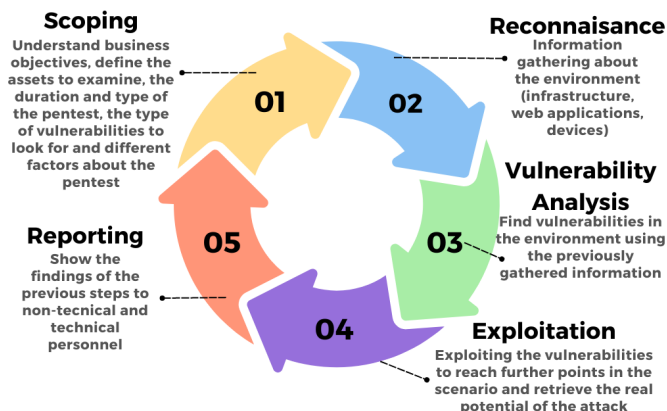 Scoping
Understand business
objectives, define the
assets to examine, the
duration and type of
the pentest, the type
of vulnerabilities to
look for and different
factors about the
pentest
01
Reconnaisance
Information
gathering about
the environment
(infrastructure,
web applications,
devices)
02
Vulnerability
Analysis
Find vulnerabilities in
the environment using
the previously
gathered information
03
Exploitation
Exploiting the vulnerabilities
to reach further points in the
scenario and retrieve the real
potential of the attack
04
Reporting
Show the
findings of the
previous steps to
non-tecnical and
technical
personnel
05